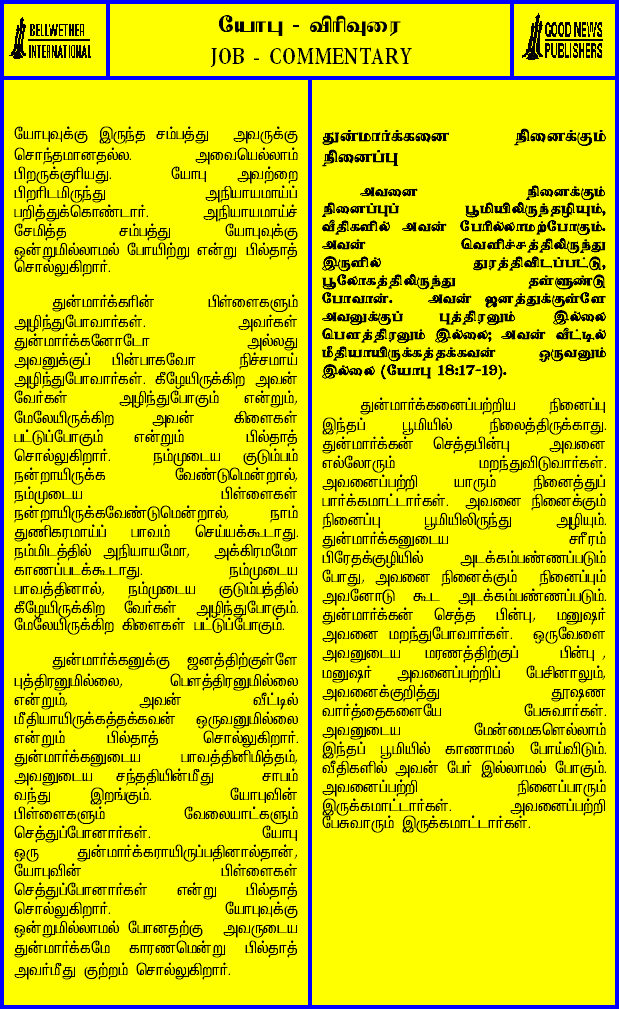 BELLWETHER
INTERNATIONAL
யோபு - விரிவுரை
JOB - COMMENTARY
GOOD NEWS
PUBLISHERS
யோபுவுக்கு இருந்த சம்பத்து அவருக்கு
சொந்தமானதல்ல. அவையெல்லாம்
பிறருக்குரியது. யோபு அவற்றை
பிறரிடமிருந்து அநியாயமாய்ப்
பறித்துக்கொண்டார். அநியாயமாய்ச்
சேமித்த சம்பத்து யோபுவுக்கு
ஒன்றுமில்லாமல் போயிற்று என்று பில்தாத்
சொல்லுகிறார்.
துன்மார்க்கரின் பிள்ளைகளும்
அழிந்துபோவார்கள். அவர்கள்
துன்மார்க்கனோடோ அல்லது
அவனுக்குப் பின்பாகவோ நிச்சமாய்
அழிந்துபோவார்கள். கீழேயிருக்கிற அவன்
வேர்கள் அழிந்துபோகும் என்றும்,
மேலேயிருக்கிற அவன் கிளைகள்
பட்டுப்போகும் என்றும் பில்தாத்
சொல்லுகிறார். நம்முடைய குடும்பம்
நன்றாயிருக்க வேண்டுமென்றால்,
நம்முடைய பிள்ளைகள்
நன்றாயிருக்கவேண்டுமென்றால், நாம்
துணிகரமாய்ப் பாவம் செய்யக்கூடாது.
நம்மிடத்தில் அநியாயமோ, அக்கிரமமோ
காணப்படக்கூடாது. நம்முடைய
பாவத்தினால், நம்முடைய குடும்பத்தில்
கீழேயிருக்கிற வேர்கள் அழிந்துபோகும்.
மேலேயிருக்கிற கிளைகள் பட்டுப்போகும்.
துன்மார்க்கனுக்கு ஜனத்திற்குள்ளே
புத்திரனுமில்லை, பௌத்திரனுமில்லை
என்றும், அவன் வீட்டில்
மீதியாயிருக்கத்தக்கவன் ஒருவனுமில்லை
என்றும் பில்தாத் சொல்லுகிறார்.
துன்மார்க்கனுடைய பாவத்தினிமித்தம்,
அவனுடைய சந்ததியின்மீது சாபம்
வந்து இறங்கும். யோபுவின்
பிள்ளைகளும் வேலையாட்களும்
செத்துப்போனார்கள். யோபு
ஒரு துன்மார்க்கராயிருப்பதினால்தான்,
யோபுவின் பிள்ளைகள்
செத்துப்போனார்கள் என்று பில்தாத்
சொல்லுகிறார். யோபுவுக்கு
ஒன்றுமில்லாமல் போனதற்கு அவருடைய
துன்மார்க்கமே காரணமென்று பில்தாத்
அவர்மீது குற்றம் சொல்லுகிறார்.
துன்மார்க்கனை நினைக்கும்
நினைப்பு
அவனை நினைக்கும்
நினைப்புப் பூமியிலிருந்தழியும்,
வீதிகளில் அவன் பேரில்லாமற்போகும்.
அவன் வெளிச்சத்திலிருந்து
இருளில் துரத்திவிடப்பட்டு,
பூலோகத்திலிருந்து தள்ளுண்டு
போவான். அவன் ஜனத்துக்குள்ளே
அவனுக்குப் புத்திரனும் இல்லை
பௌத்திரனும் இல்லை; அவன் வீட்டில்
மீதியாயிருக்கத்தக்கவன் ஒருவனும்
இல்லை (யோபு 18:17-19).
துன்மார்க்கனைப்பற்றிய நினைப்பு
இந்தப் பூமியில் நிலைத்திருக்காது.
துன்மார்க்கன் செத்தபின்பு அவனை
எல்லோரும் மறந்துவிடுவார்கள்.
அவனைப்பற்றி யாரும் நினைத்துப்
பார்க்கமாட்டார்கள். அவனை நினைக்கும்
நினைப்பு பூமியிலிருந்து அழியும்.
துன்மார்க்கனுடைய சரீரம்
பிரேதக்குழியில் அடக்கம்பண்ணப்படும்
போது, அவனை நினைக்கும் நினைப்பும்
அவனோடு கூட அடக்கம்பண்ணப்படும்.
துன்மார்க்கன் செத்த பின்பு, மனுஷர்
அவனை மறந்துபோவார்கள். ஒருவேளை
அவனுடைய மரணத்திற்குப் பின்பு ,
மனுஷர் அவனைப்பற்றிப் பேசினாலும்,
அவனைக்குறித்து தூஷண
வார்த்தைகளையே பேசுவார்கள்.
அவனுடைய மேன்மைகளெல்லாம்
இந்தப் பூமியில் காணாமல் போய்விடும்.
வீதிகளில் அவன் பேர் இல்லாமல் போகும்.
அவனைப்பற்றி நினைப்பாரும்
இருக்கமாட்டார்கள். அவனைப்பற்றி
பேசுவாரும் இருக்கமாட்டார்கள்.